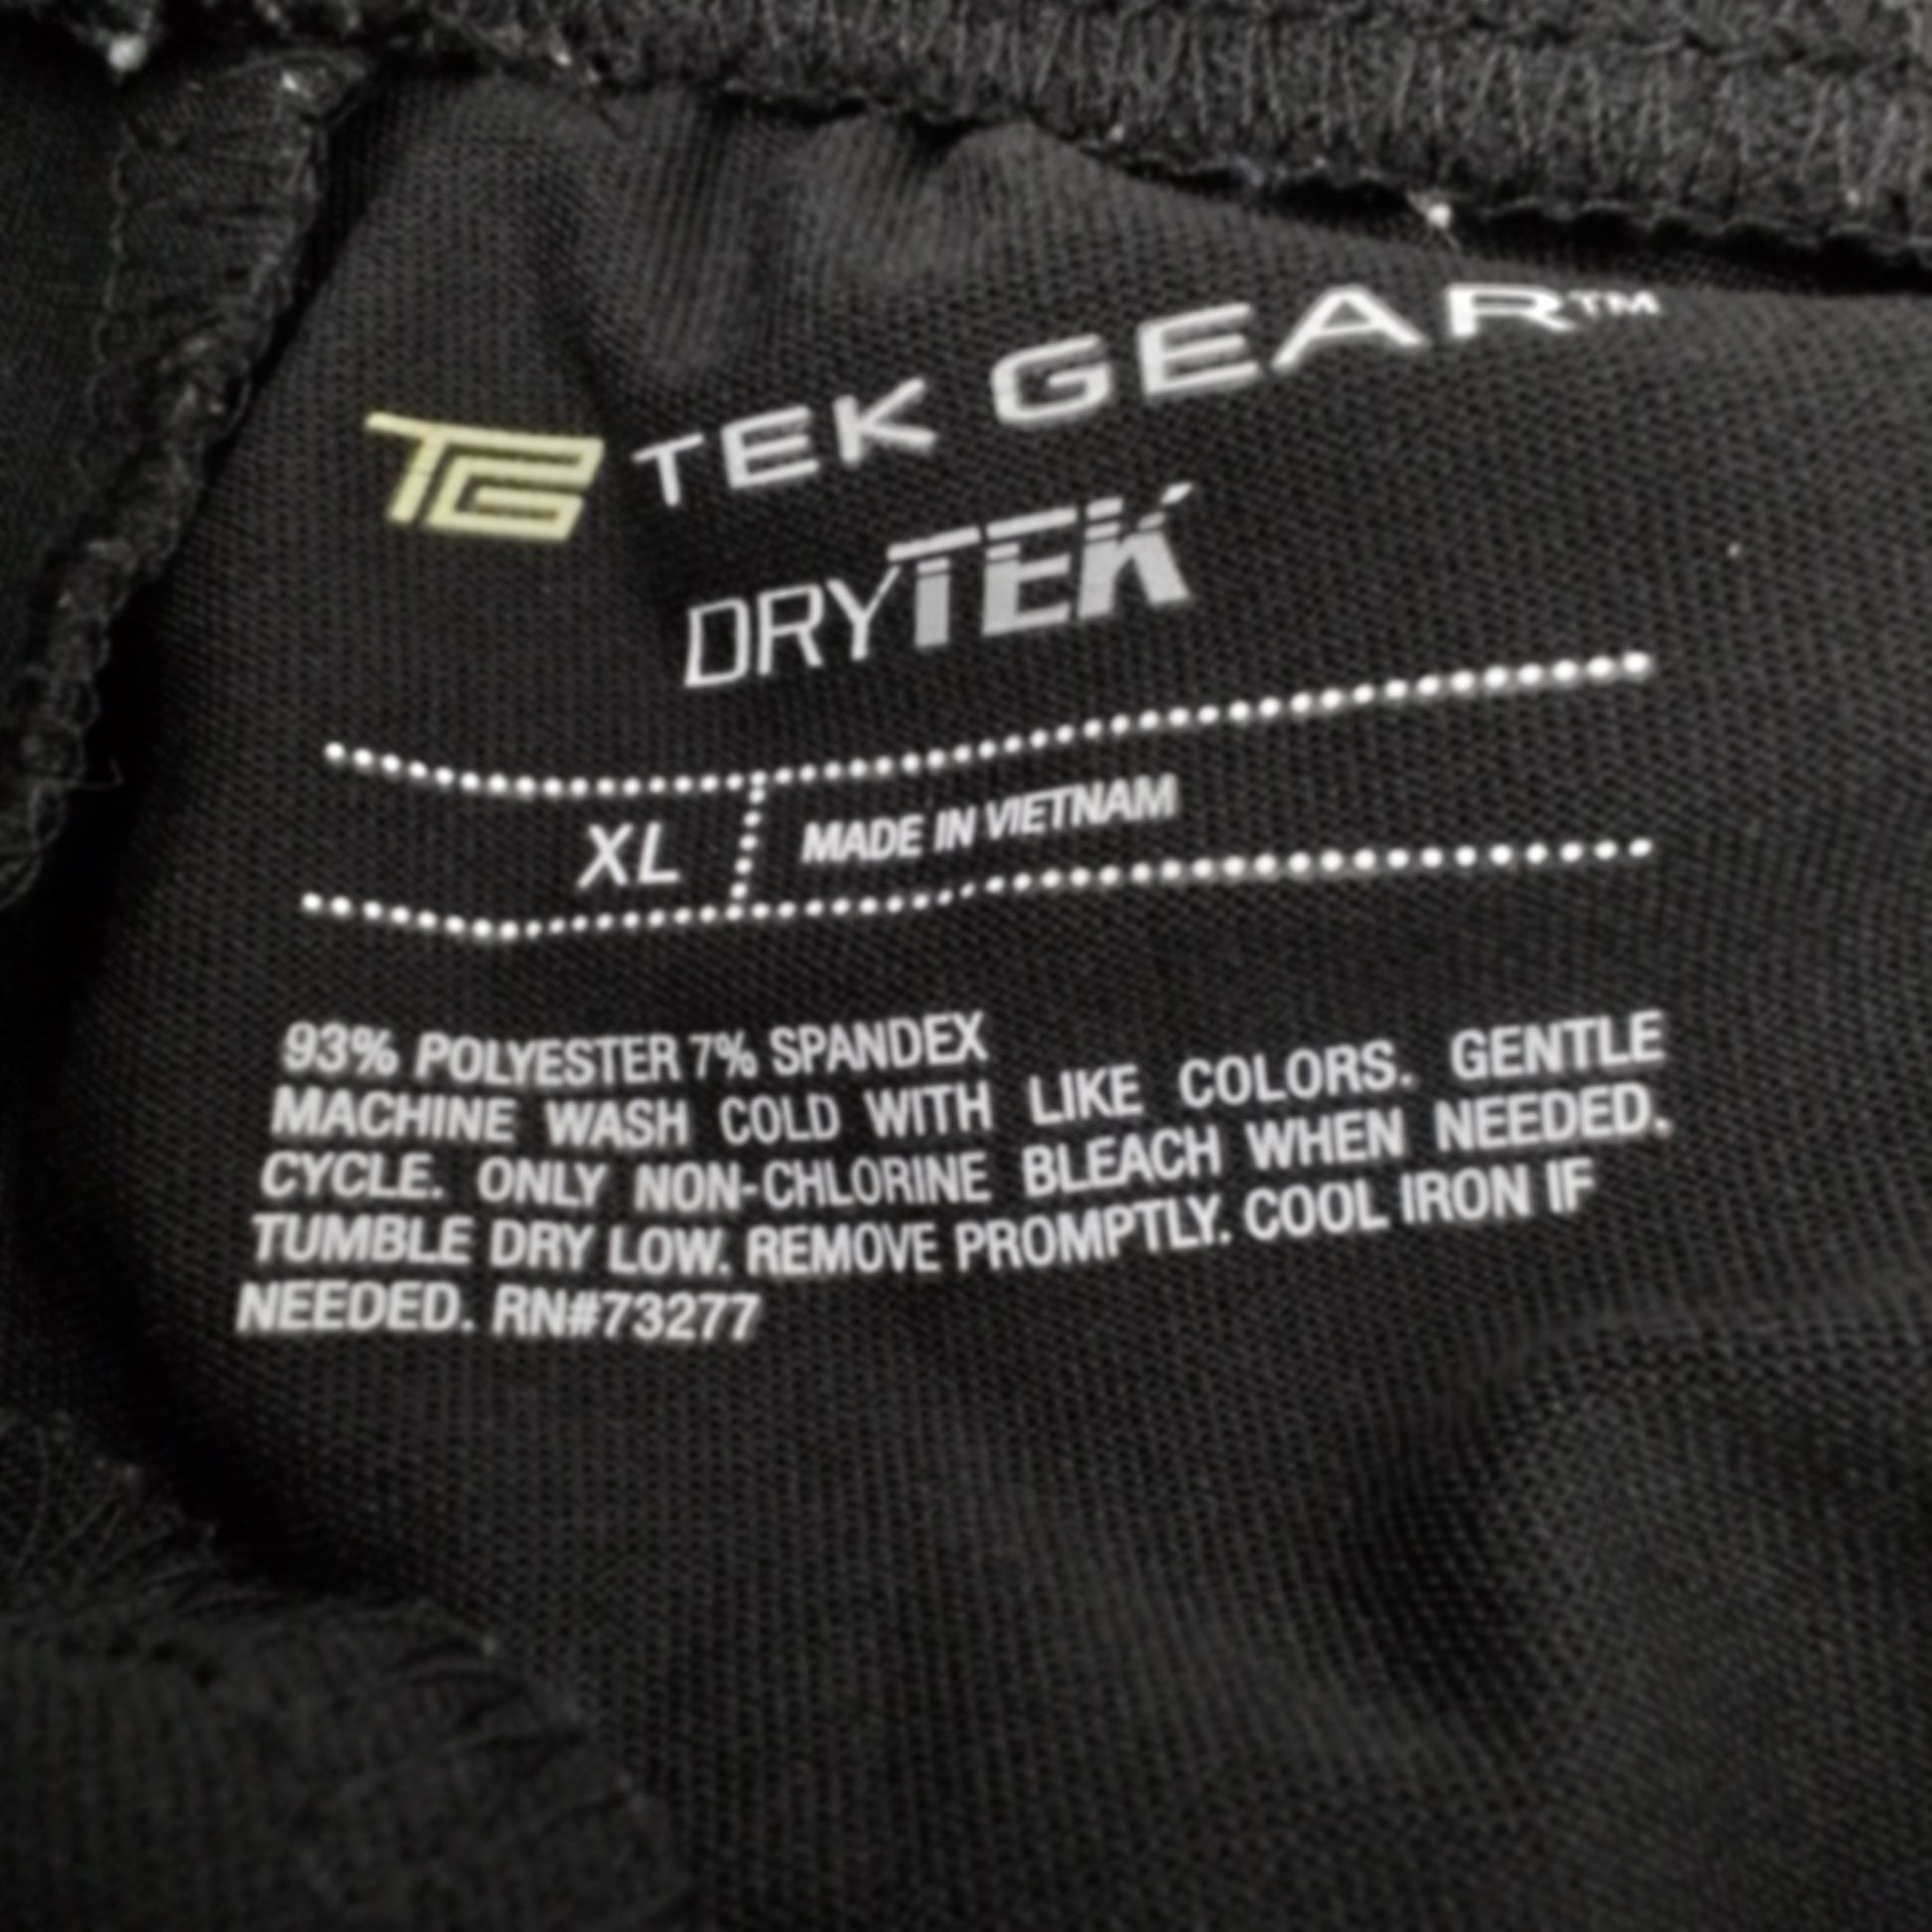 TG TEK GEAR™
DRYTEK
XL MADE IN VIETNAM
93% POLYESTER 7% SPANDEX
MACHINE WASH COLD WITH LIKE COLORS. GENTLE
CYCLE. ONLY NON-CHLORINE BLEACH WHEN NEEDED.
TUMBLE DRY LOW. REMOVE PROMPTLY. COOL IRON IF
NEEDED. RN#73277